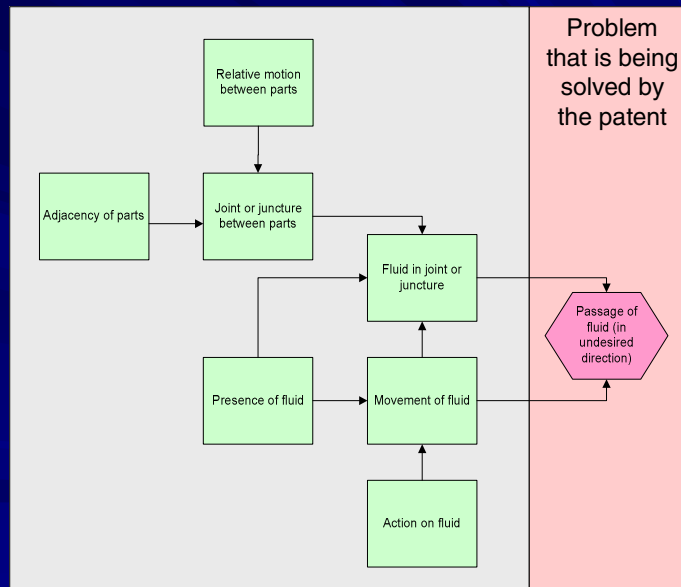 Problem
that is being
solved by
the patent
Relative motion
between parts
Adjacency of parts
Joint or juncture
between parts
Fluid in joint or
juncture
Passage of
fluid (in
undesired
direction)
Presence of fluid
Movement of fluid
Action on fluid